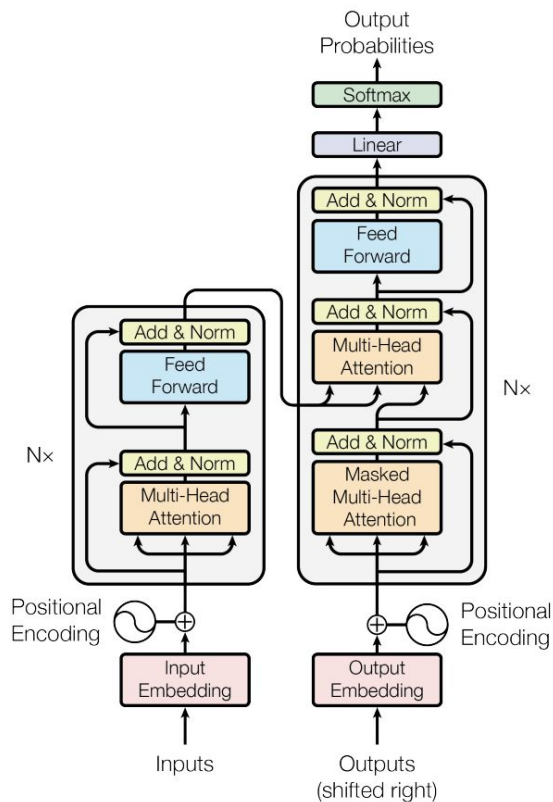 Output
Probabilities
Softmax
Linear
Add & Norm
Feed
Forward
Add & Norm
Multi-Head
Attention
Add & Norm
Masked
Multi-Head
Attention
N×
Positional
Encoding
Output
Embedding
Outputs
(shifted right)
Add & Norm
Feed
Forward
Add & Norm
Multi-Head
Attention
N×
Positional
Encoding
Input
Embedding
Inputs